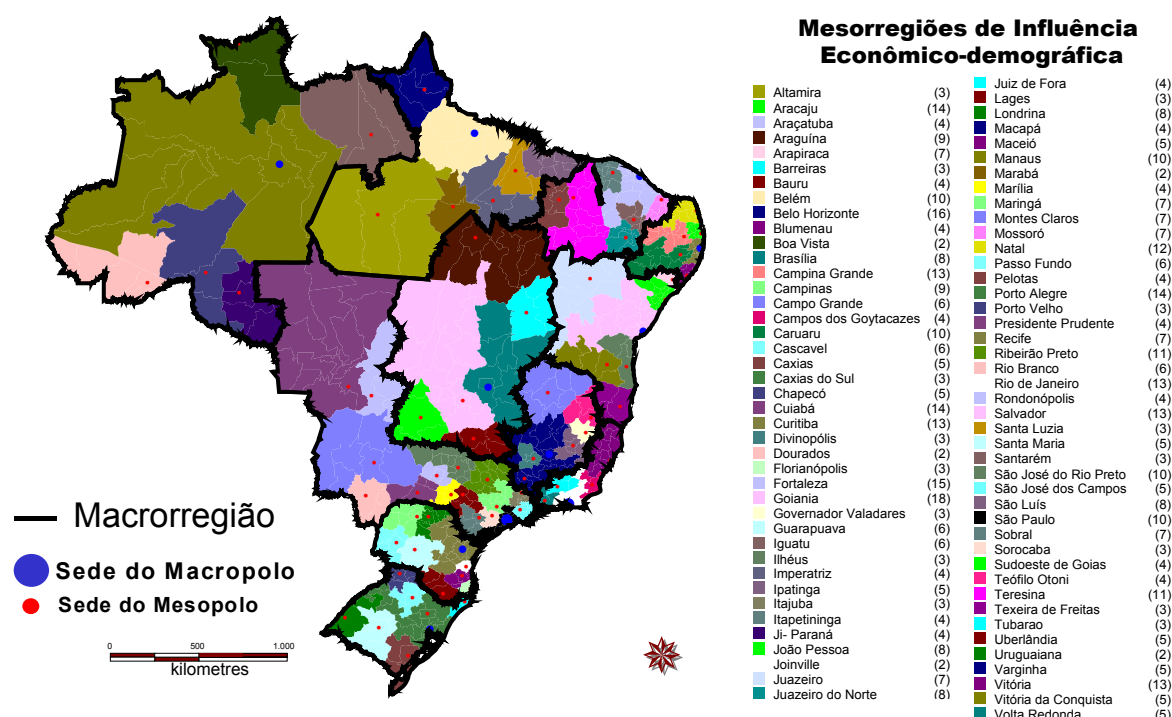 Mesorregiões de Influência
Econômico-demográfica
Altamira (3)
Aracaju (14)
Araçatuba (4)
Araguína (9)
Arapiraca (7)
Barreiras (3)
Bauru (4)
Belém (10)
Belo Horizonte (16)
Blumenau (4)
Boa Vista (2)
Brasília (8)
Campina Grande (13)
Campinas (9)
Campo Grande (6)
Campos dos Goytacazes (4)
Caruaru (10)
Cascavel (6)
Caxias (5)
Caxias do Sul (3)
Chapecó (5)
Cuiabá (14)
Curitiba (13)
Divinopólis (3)
Dourados (2)
Florianópolis (3)
Fortaleza (15)
Goiania (18)
Governador Valadares (3)
Guarapuava (6)
Iguatu (6)
Ilhéus (3)
Imperatriz (4)
Ipatinga (5)
Itajuba (3)
Itapetininga (4)
Ji- Paraná (4)
João Pessoa (8)
Joinville (2)
Juazeiro (7)
Juazeiro do Norte (8)
Juiz de Fora (4)
Lages (3)
Londrina (8)
Macapá (4)
Maceió (5)
Manaus (10)
Marabá (2)
Marília (4)
Maringá (7)
Montes Claros (7)
Mossoró (7)
Natal (12)
Passo Fundo (6)
Pelotas (4)
Porto Alegre (14)
Porto Velho (3)
Presidente Prudente (4)
Recife (7)
Ribeirão Preto (11)
Rio Branco (6)
Rio de Janeiro (13)
Rondonópolis (4)
Salvador (13)
Santa Luzia (3)
Santa Maria (5)
Santarém (3)
São José do Rio Preto (10)
São José dos Campos (5)
São Luís (8)
São Paulo (10)
Sobral (7)
Sorocaba (3)
Sudoeste de Goias (4)
Teófilo Otoni (4)
Teresina (11)
Texeira de Freitas (3)
Tubarao (3)
Uberlândia (5)
Uruguaiana (2)
Varginha (5)
Vitória (13)
Vitória da Conquista (5)
Volta Redonda (5)
Macrorregião
Sede do Macropolo
Sede do Mesopolo
0 500 1.000
kilometres